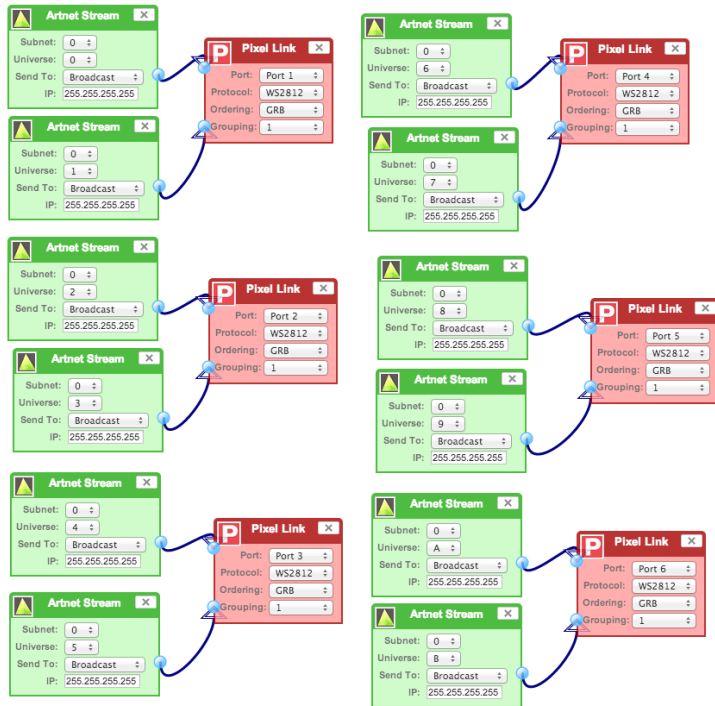 Artnet Stream
Subnet: 0
Universe: 0
Send To: Broadcast
IP: 255.255.255.255
Artnet Stream
Subnet: 0
Universe: 1
Send To: Broadcast
IP: 255.255.255.255
P Pixel Link
Port: Port 1
Protocol: WS2812
Ordering: GRB
Grouping: 1
Artnet Stream
Subnet: 0
Universe: 2
Send To: Broadcast
IP: 255.255.255.255
Artnet Stream
Subnet: 0
Universe: 3
Send To: Broadcast
IP: 255.255.255.255
P Pixel Link
Port: Port 2
Protocol: WS2812
Ordering: GRB
Grouping: 1
Artnet Stream
Subnet: 0
Universe: 4
Send To: Broadcast
IP: 255.255.255.255
Artnet Stream
Subnet: 0
Universe: 5
Send To: Broadcast
IP: 255.255.255.255
P Pixel Link
Port: Port 3
Protocol: WS2812
Ordering: GRB
Grouping: 1
Artnet Stream
Subnet: 0
Universe: 6
Send To: Broadcast
IP: 255.255.255.255
Artnet Stream
Subnet: 0
Universe: 7
Send To: Broadcast
IP: 255.255.255.255
P Pixel Link
Port: Port 4
Protocol: WS2812
Ordering: GRB
Grouping: 1
Artnet Stream
Subnet: 0
Universe: 8
Send To: Broadcast
IP: 255.255.255.255
Artnet Stream
Subnet: 0
Universe: 9
Send To: Broadcast
IP: 255.255.255.255
P Pixel Link
Port: Port 5
Protocol: WS2812
Ordering: GRB
Grouping: 1
Artnet Stream
Subnet: 0
Universe: A
Send To: Broadcast
IP: 255.255.255.255
Artnet Stream
Subnet: 0
Universe: B
Send To: Broadcast
IP: 255.255.255.255
P Pixel Link
Port: Port 6
Protocol: WS2812
Ordering: GRB
Grouping: 1